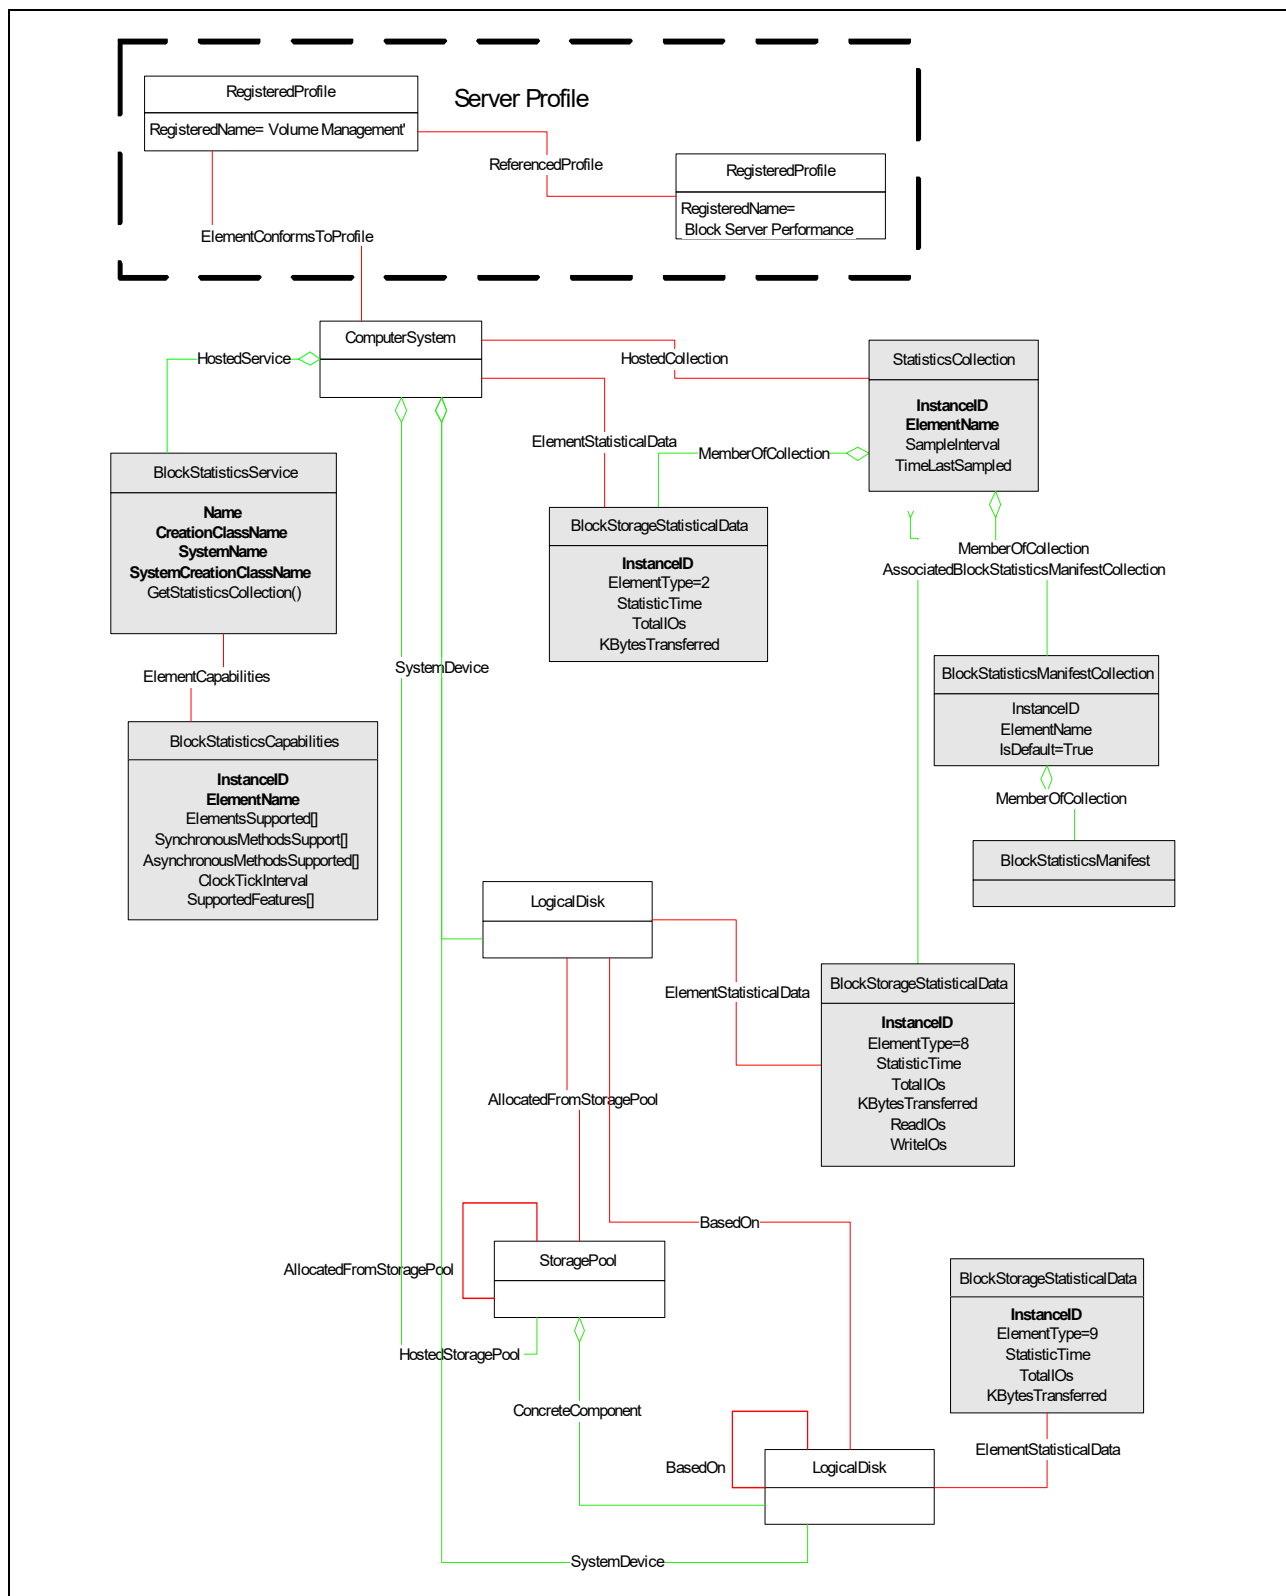 Server Profile
RegisteredProfile
RegisteredName= Volume Management'
ReferencedProfile
RegisteredProfile
RegisteredName=
Block Server Performance
ElementConformsToProfile
ComputerSystem
HostedService
HostedCollection
StatisticsCollection
InstanceID
ElementName
SampleInterval
TimeLastSampled
ElementStatisticalData
MemberOfCollection
BlockStatisticsService
Name
CreationClassName
SystemName
SystemCreationClassName
GetStatisticsCollection()
BlockStorageStatisticalData
InstanceID
ElementType=2
StatisticTime
TotalIOs
KBytesTransferred
MemberOfCollection
AssociatedBlockStatisticsManifestCollection
SystemDevice
ElementCapabilities
BlockStatisticsManifestCollection
InstanceID
ElementName
IsDefault=True
BlockStatisticsCapabilities
InstanceID
ElementName
ElementsSupported[]
SynchronousMethodsSupport[]
AsynchronousMethodsSupported[]
ClockTickInterval
SupportedFeatures[]
MemberOfCollection
BlockStatisticsManifest
LogicalDisk
ElementStatisticalData
BlockStorageStatisticalData
InstanceID
ElementType=8
StatisticTime
TotalIOs
KBytesTransferred
ReadIOs
WriteIOs
AllocatedFromStoragePool
BasedOn
AllocatedFromStoragePool
StoragePool
BlockStorageStatisticalData
InstanceID
ElementType=9
StatisticTime
TotalIOs
KBytesTransferred
HostedStoragePool
ConcreteComponent
ElementStatisticalData
BasedOn
LogicalDisk
SystemDevice